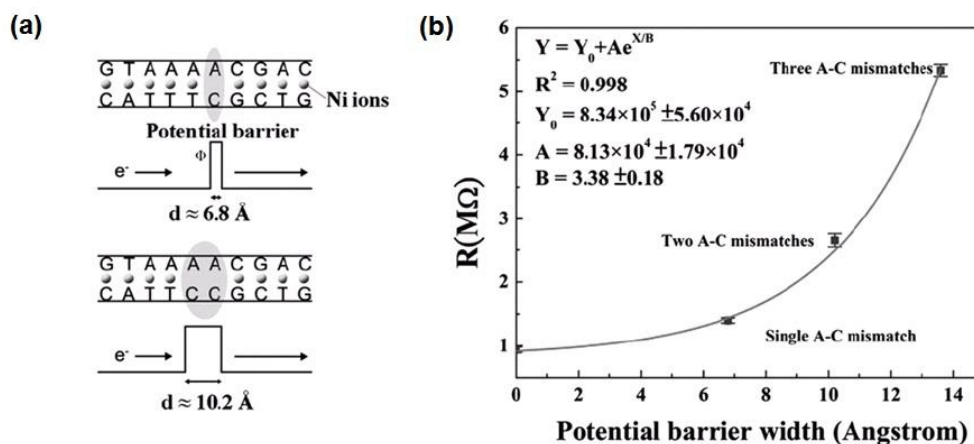 (a)
G T A A A A C G A C
C A T T T C G C T G
Ni ions
Potential barrier
Φ
e-
d ≈ 6.8 Å
G T A A A A C G A C
C A T T C C G C T G
e-
d ≈ 10.2 Å
(b)
Y = Y₀+Ae^X/B
R² = 0.998
Y₀ = 8.34×10⁵ ±5.60×10⁴
A = 8.13×10⁴ ±1.79×10⁴
B = 3.38 ±0.18
Three A-C mismatches
Two A-C mismatches
Single A-C mismatch
R(MΩ)
6
5
4
3
2
1
0 2 4 6 8 10 12 14
Potential barrier width (Angstrom)